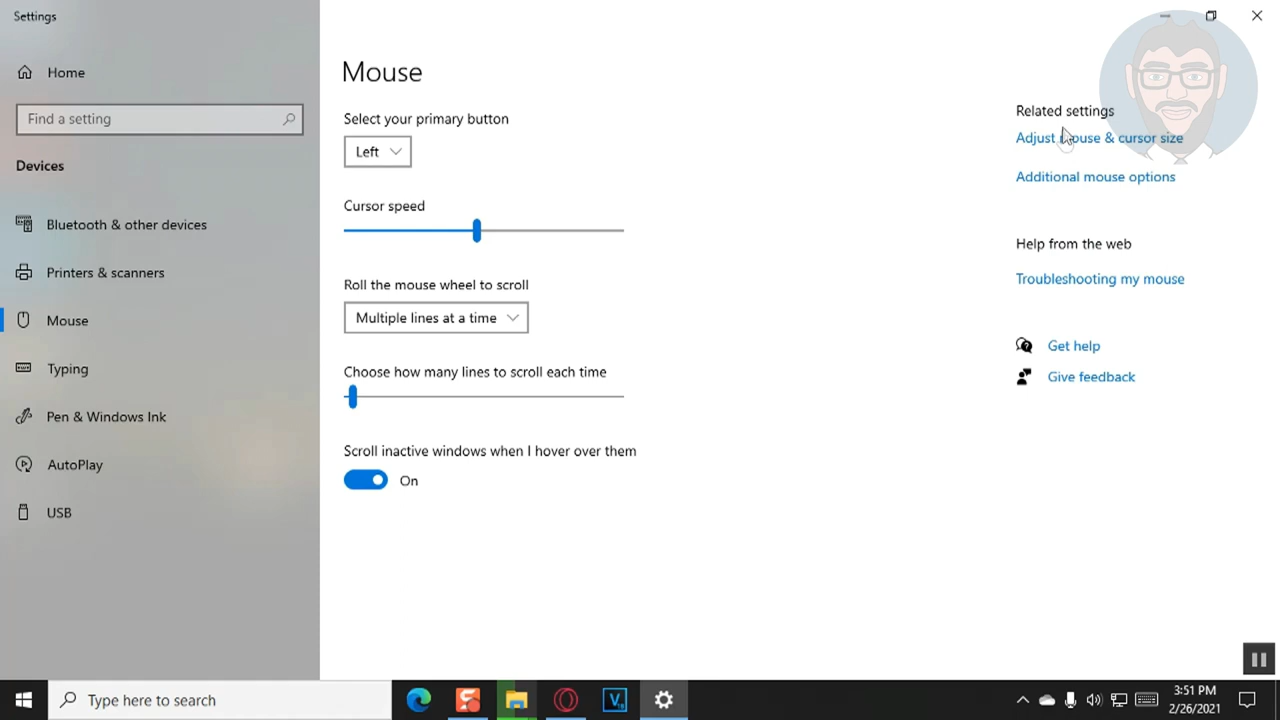 Settings
Home
Find a setting
Devices
Bluetooth & other devices
Printers & scanners
Mouse
Typing
Pen & Windows Ink
AutoPlay
USB
Mouse
Select your primary button
Left
Cursor speed
Roll the mouse wheel to scroll
Multiple lines at a time
Choose how many lines to scroll each time
Scroll inactive windows when I hover over them
On
Related settings
Adjust mouse & cursor size
Additional mouse options
Help from the web
Troubleshooting my mouse
Get help
Give feedback
Type here to search
3:51 PM
2/26/2021